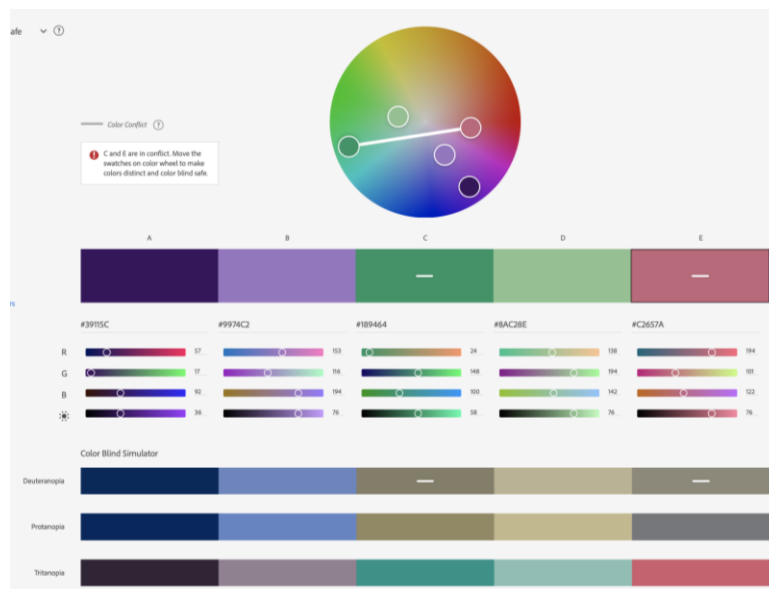 afe
Color Conflict
C and E are in conflict. Move the
swatches on color wheel to make
colors distinct and color blind safe.
A B C D E
rs
#39115C #9974C2 #189464 #8AC28E #C2657A
R 57 153 24 138 194
G 17 116 148 194 101
B 92 194 100 142 122
36 76 58 76 76
Color Blind Simulator
Deuteranopia
Protanopia
Tritanopia